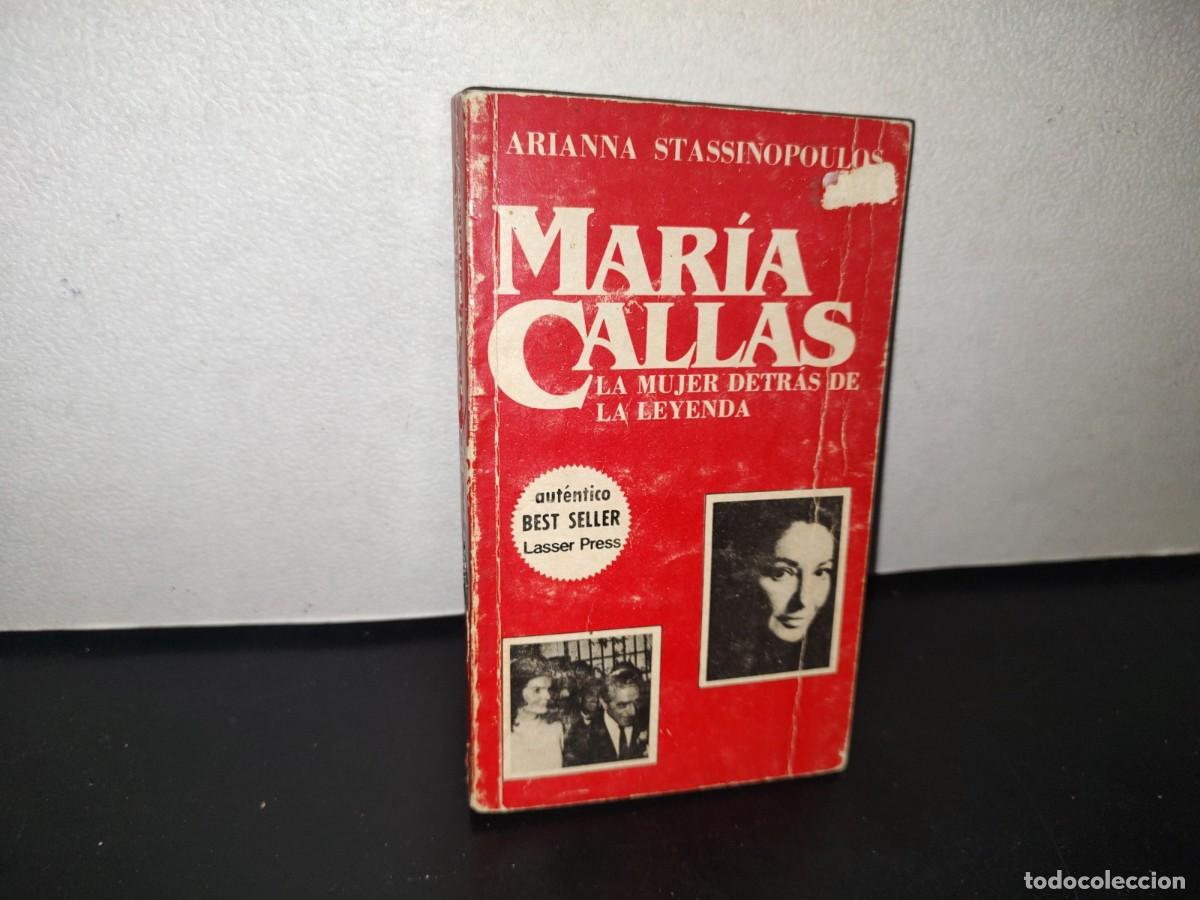 ARIANNA STASSINOPOULOS
MARÍA
CALLAS
LA MUJER DETRÁS DE
LA LEYENDA
auténtico
BEST SELLER
Lasser Press
todocoleccion